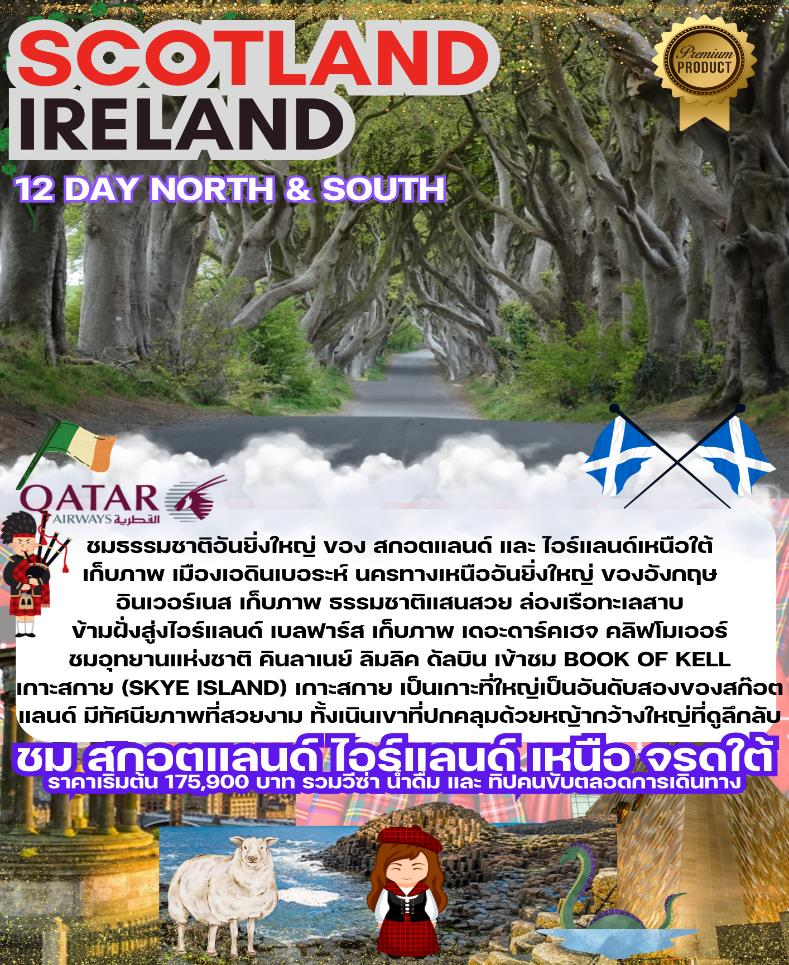 SCOTLAND
IRELAND
Premium
PRODUCT
12 DAY NORTH & SOUTH
QATAR
AIRWAYS القطرية
ชมธรรมชาติอันยิ่งใหญ่ ของ สกอตแลนด์ และ ไอร์แลนด์เหนือใต้
เก็บภาพ เมืองเอดินเบอระห์ นครทางเหนืออันยิ่งใหญ่ ของอังกฤษ
อินเวอร์เนส เก็บภาพ ธรรมชาติแสนสวย ล่องเรือทะเลสาบ
ข้ามฝั่งสู่งไอร์แลนด์ เบลฟาร์ส เก็บภาพ เดอะดาร์คเฮจ คลิฟโมเออร์
ชมอุทยานแห่งชาติ คินลาเนย์ ลิมลิค ดัลบิน เข้าชม BOOK OF KELL
เกาะสกาย (SKYE ISLAND) เกาะสกาย เป็นเกาะที่ใหญ่เป็นอันดับสองของสก๊อต
แลนด์ มีทัศนียภาพที่สวยงาม ทั้งเนินเขาที่ปกคลุมด้วยหญ้ากว้างใหญ่ที่ดูลึกลับ
ชม สกอตแลนด์ ไอร์แลนด์ เหนือ จรดใต้
ราคาเริ่มต้น 175,900 บาท รวมวีซ่า น้ำดื่ม และ ทิปคนขับตลอดการเดินทาง